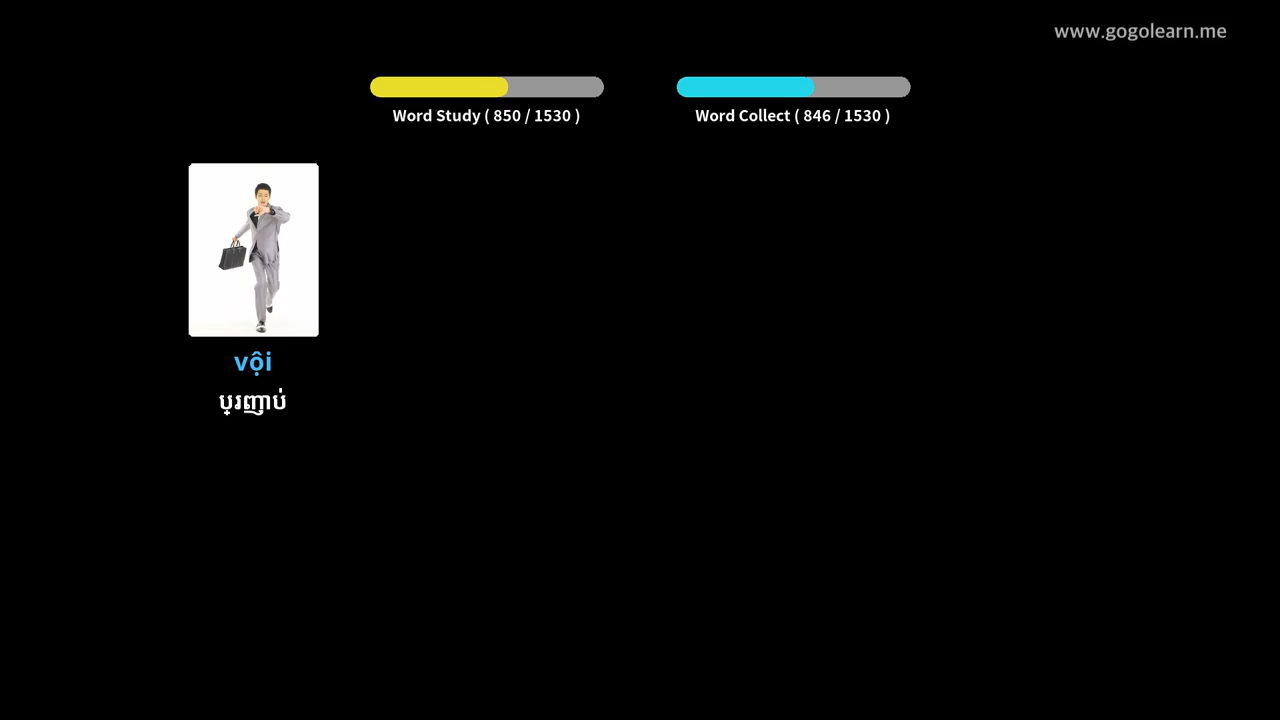 www.gogolearn.me
Word Study ( 850 / 1530 )
Word Collect ( 846 / 1530 )
vội
ប្រញាប់